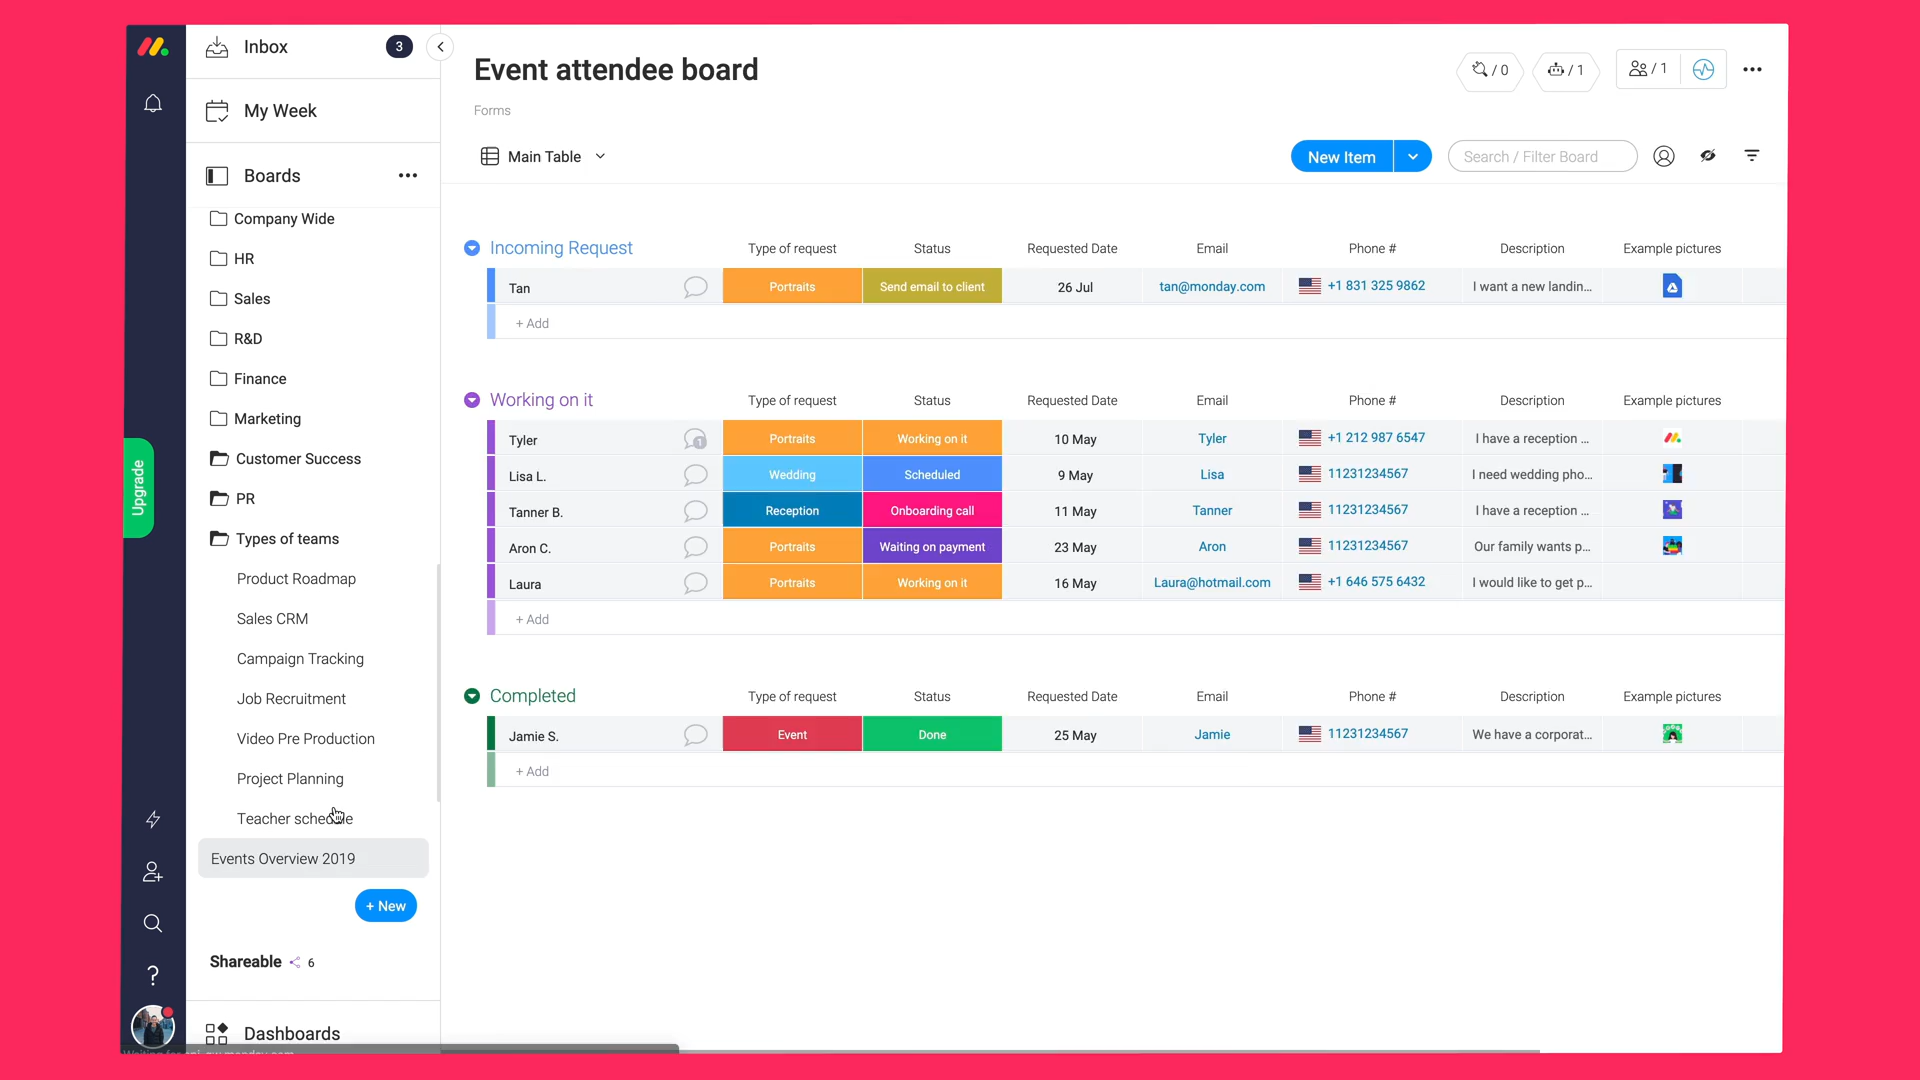 Inbox 3
My Week
Boards
Company Wide
HR
Sales
R&D
Finance
Marketing
Customer Success
PR
Types of teams
Product Roadmap
Sales CRM
Campaign Tracking
Job Recruitment
Video Pre Production
Project Planning
Teacher schedule
Events Overview 2019
+ New
Shareable 6
Dashboards
Upgrade
?
Event attendee board
/ 0 / 1 / 1
Forms
Main Table
New Item Search / Filter Board
Incoming Request Type of request Status Requested Date Email Phone # Description Example pictures
Tan Portraits Send email to client 26 Jul tan@monday.com +1 831 325 9862 I want a new landin...
+ Add
Working on it Type of request Status Requested Date Email Phone # Description Example pictures
Tyler 1 Portraits Working on it 10 May Tyler +1 212 987 6547 I have a reception ...
Lisa L. Wedding Scheduled 9 May Lisa 11231234567 I need wedding pho...
Tanner B. Reception Onboarding call 11 May Tanner 11231234567 I have a reception ...
Aron C. Portraits Waiting on payment 23 May Aron 11231234567 Our family wants p...
Laura Portraits Working on it 16 May Laura@hotmail.com +1 646 575 6432 I would like to get p...
+ Add
Completed Type of request Status Requested Date Email Phone # Description Example pictures
Jamie S. Event Done 25 May Jamie 11231234567 We have a corporat...
+ Add